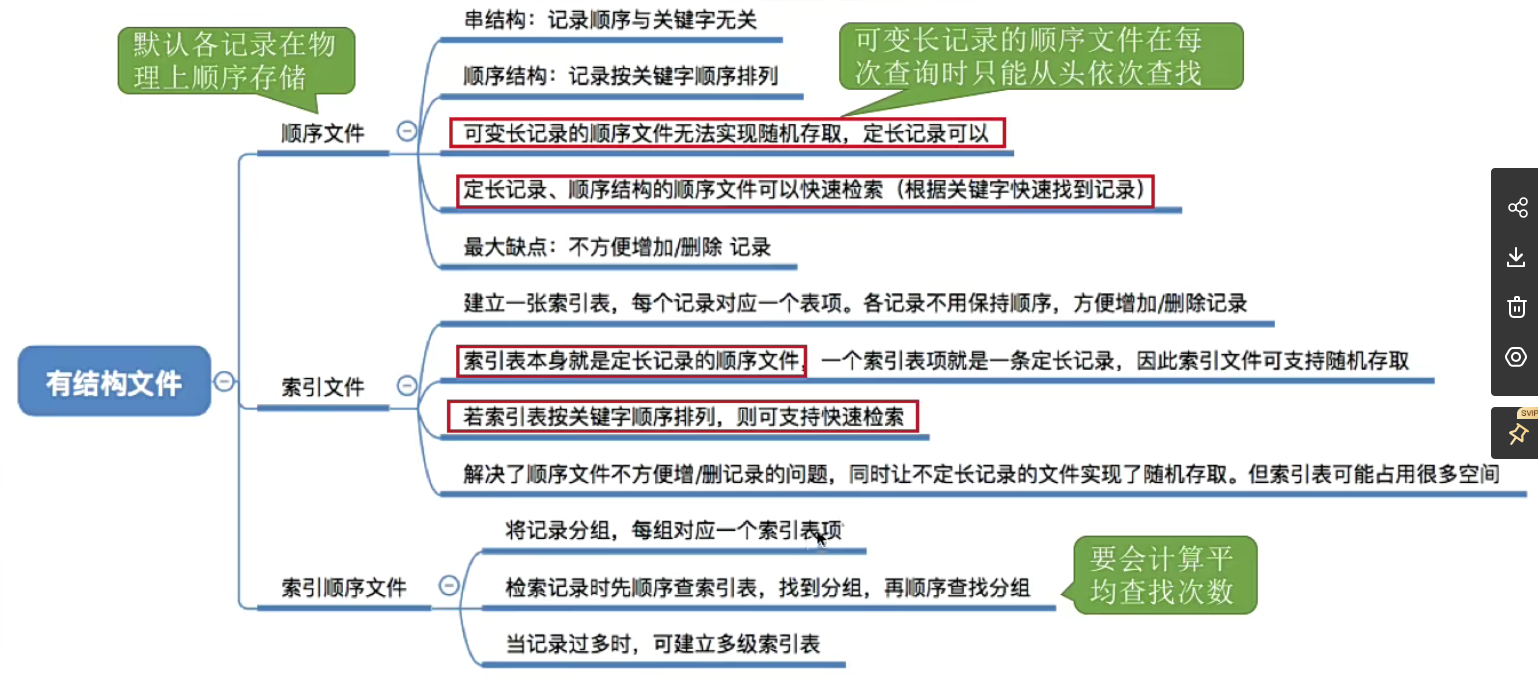 串结构：记录顺序与关键字无关
默认各记录在物
理上顺序存储
可变长记录的顺序文件在每
次查询时只能从头依次查找
顺序结构：记录按关键字顺序排列
顺序文件
可变长记录的顺序文件无法实现随机存取，定长记录可以
定长记录、顺序结构的顺序文件可以快速检索（根据关键字快速找到记录）
最大缺点：不方便增加/删除 记录
建立一张索引表，每个记录对应一个表项。各记录不用保持顺序，方便增加/删除记录
有结构文件
索引文件
索引表本身就是定长记录的顺序文件，一个索引表项就是一条定长记录，因此索引文件可支持随机存取
若索引表按关键字顺序排列，则可支持快速检索
解决了顺序文件不方便增/删记录的问题，同时让不定长记录的文件实现了随机存取。但索引表可能占用很多空间
将记录分组，每组对应一个索引表项
索引顺序文件
检索记录时先顺序查索引表，找到分组，再顺序查找分组
要会计算平
均查找次数
当记录过多时，可建立多级索引表
SVIP